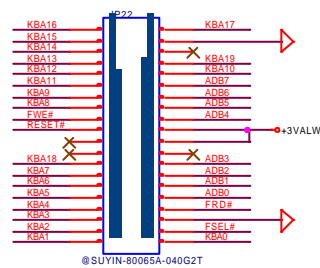 JP22
KBA16 KBA17
KBA15
KBA14
KBA13 KBA19
KBA12 KBA10
KBA11 ADB7
KBA9 ADB6
KBA8 ADB5
FWE# ADB4
RESET#
+3VALW
KBA18 ADB3
KBA7 ADB2
KBA6 ADB1
KBA5 ADB0
KBA4 FRD#
KBA3
KBA2 FSEL#
KBA1 KBA0
@SUYIN-80065A-040G2T